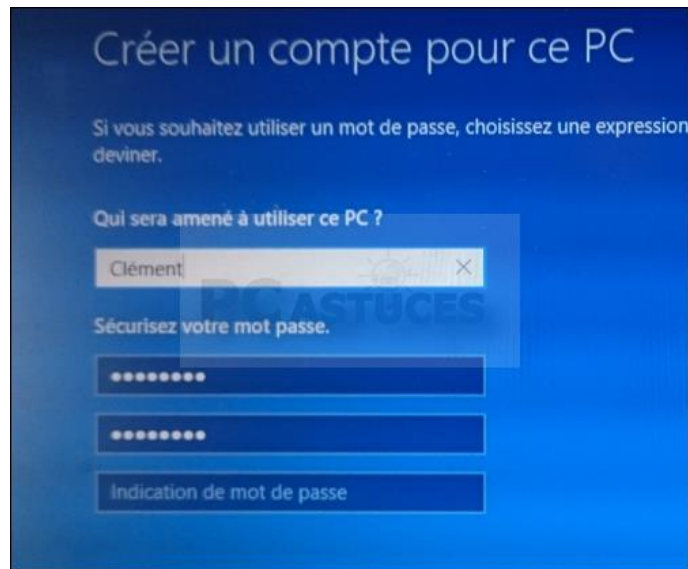 Créer un compte pour ce PC
Si vous souhaitez utiliser un mot de passe, choisissez une expression
deviner.
Qui sera amené à utiliser ce PC ?
Clément
PC ASTUCES
Sécurisez votre mot passe.
Indication de mot de passe